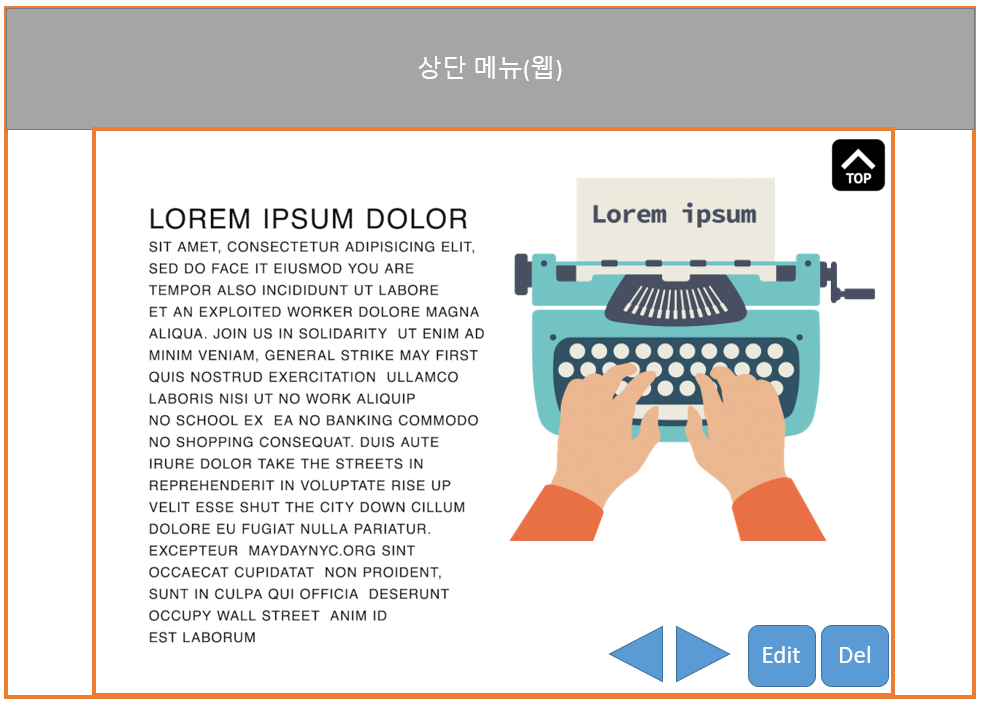 상단 메뉴(웹)
TOP
LOREM IPSUM DOLOR
SIT AMET, CONSECTETUR ADIPISICING ELIT,
SED DO FACE IT EIUSMOD YOU ARE
TEMPOR ALSO INCIDIDUNT UT LABORE
ET AN EXPLOITED WORKER DOLORE MAGNA
ALIQUA. JOIN US IN SOLIDARITY  UT ENIM AD
MINIM VENIAM, GENERAL STRIKE MAY FIRST
QUIS NOSTRUD EXERCITATION  ULLAMCO
LABORIS NISI UT NO WORK ALIQUIP
NO SCHOOL EX  EA NO BANKING COMMODO
NO SHOPPING CONSEQUAT. DUIS AUTE
IRURE DOLOR TAKE THE STREETS IN
REPREHENDERIT IN VOLUPTATE RISE UP
VELIT ESSE SHUT THE CITY DOWN CILLUM
DOLORE EU FUGIAT NULLA PARIATUR.
EXCEPTEUR  MAYDAYNYC.ORG SINT
OCCAECAT CUPIDATAT  NON PROIDENT,
SUNT IN CULPA QUI OFFICIA  DESERUNT
OCCUPY WALL STREET  ANIM ID
EST LABORUM
Lorem ipsum
Edit
Del